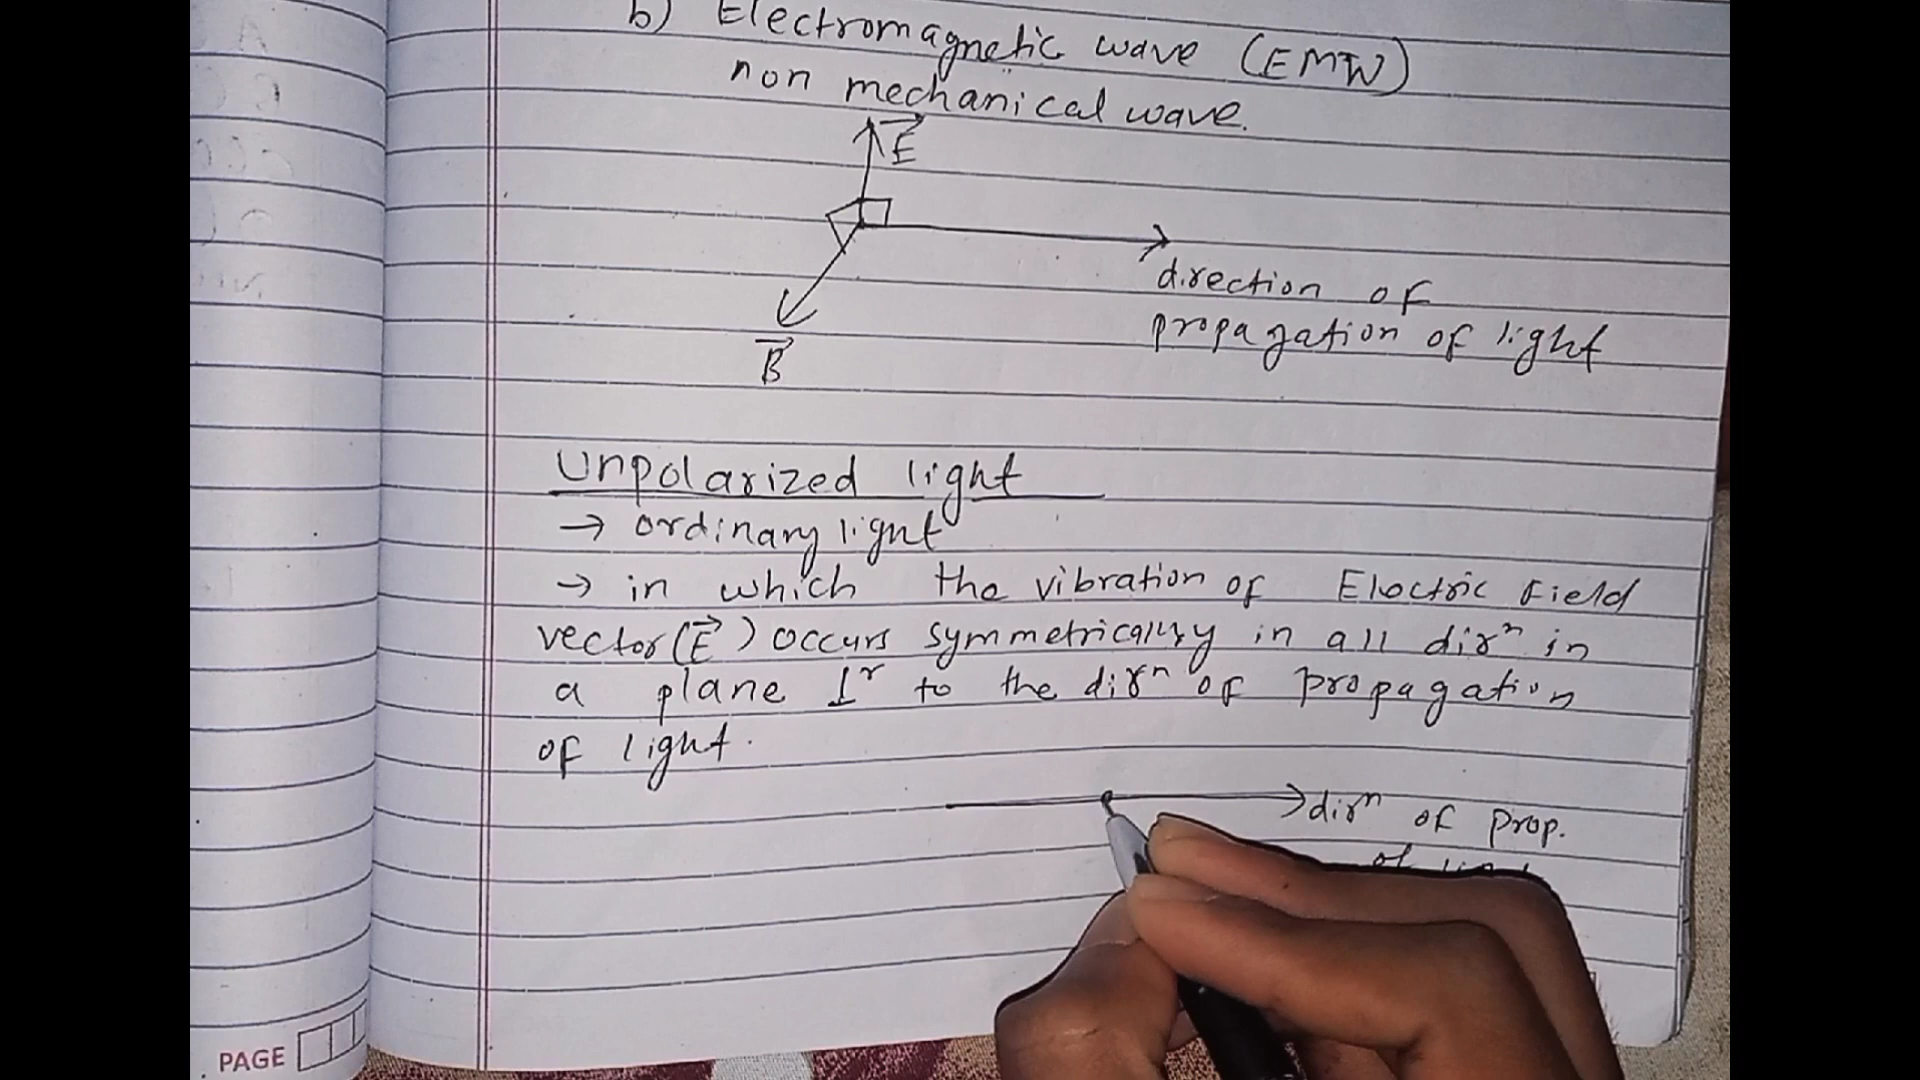 b) Electromagnetic wave (EMW)
non mechanical wave.
E
direction of
propagation of light
B
Unpolarized light
→ ordinary light
→ in which the vibration of Electric Field
vector (E⃗) occurs symmetrically in all dirⁿ in
a plane ⊥ʳ to the dirⁿ of propagation
of light.
dirⁿ of prop.
of
PAGE